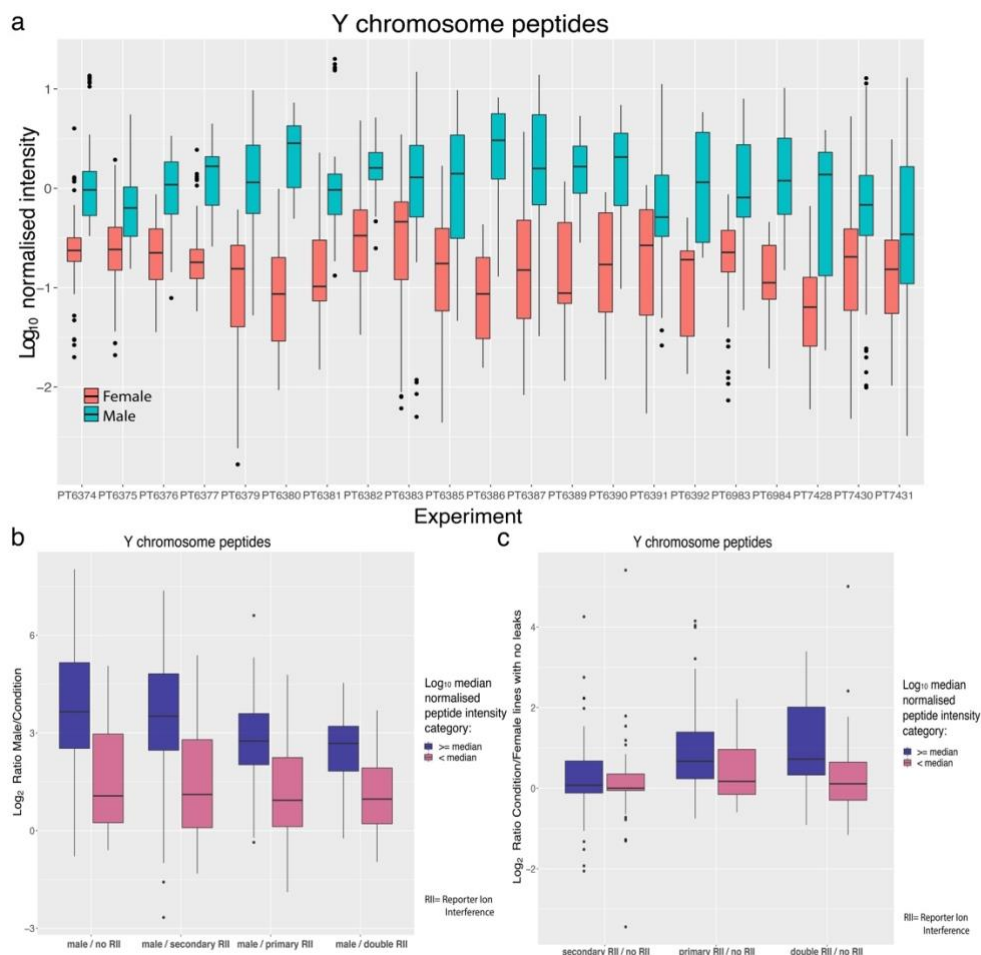 a
Y chromosome peptides
Log₁₀ normalised intensity
1
0
−1
−2
Female
Male
PT6374 PT6375 PT6376 PT6377 PT6379 PT6380 PT6381 PT6382 PT6383 PT6385 PT6386 PT6387 PT6389 PT6390 PT6391 PT6392 PT6983 PT6984 PT7428 PT7430 PT7431
Experiment
b
Y chromosome peptides
Log₂ Ratio Male/Condition
6
3
0
−3
male / no RII male / secondary RII male / primary RII male / double RII
Log₁₀ median
normalised
peptide intensity
category:
>= median
< median
RII= Reporter Ion
Interference
c
Y chromosome peptides
Log₂ Ratio Condition/Female lines with no leaks
4
2
0
−2
secondary RII / no RII primary RII / no RII double RII / no RII
Log₁₀ median
normalised
peptide intensity
category:
>= median
< median
RII= Reporter Ion
Interference